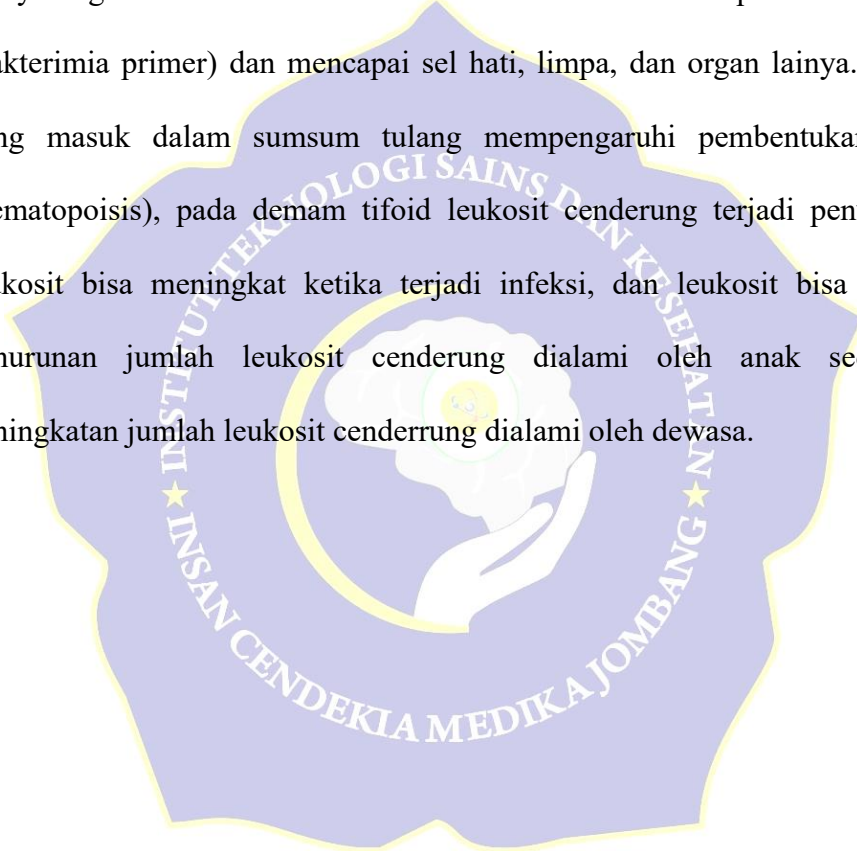 akterimia primer) dan mencapai sel hati, limpa, dan organ lainya.
ng masuk dalam sumsum tulang mempengaruhi pembentukan
ematopoisis), pada demam tifoid leukosit cenderung terjadi pen
ukosit bisa meningkat ketika terjadi infeksi, dan leukosit bisa
nurunan jumlah leukosit cenderung dialami oleh anak se
ningkatan jumlah leukosit cenderrung dialami oleh dewasa.
INSTITUT TEKNOLOGI SAINS DAN KESEHATAN
INSAN CENDEKIA MEDIKA JOMBANG